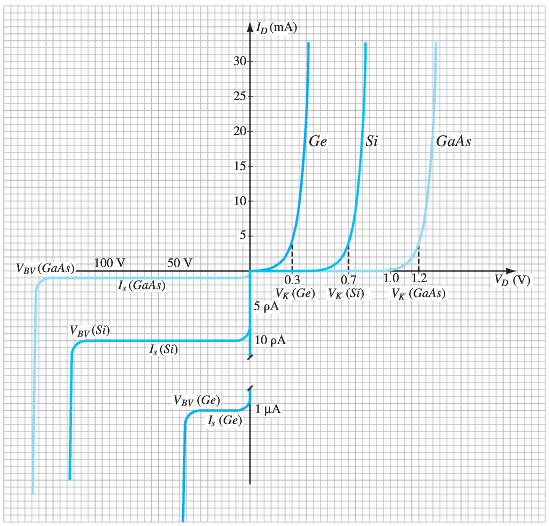 I_D (mA)
30
25
20
15
10
5
Ge
Si
GaAs
V_BV (GaAs)
100 V
50 V
0.3
0.7
1.0
1.2
V_D (V)
I_s (GaAs)
V_K (Ge)
V_K (Si)
V_K (GaAs)
5 ρA
V_BV (Si)
10 ρA
I_s (Si)
V_BV (Ge)
1 μA
I_s (Ge)